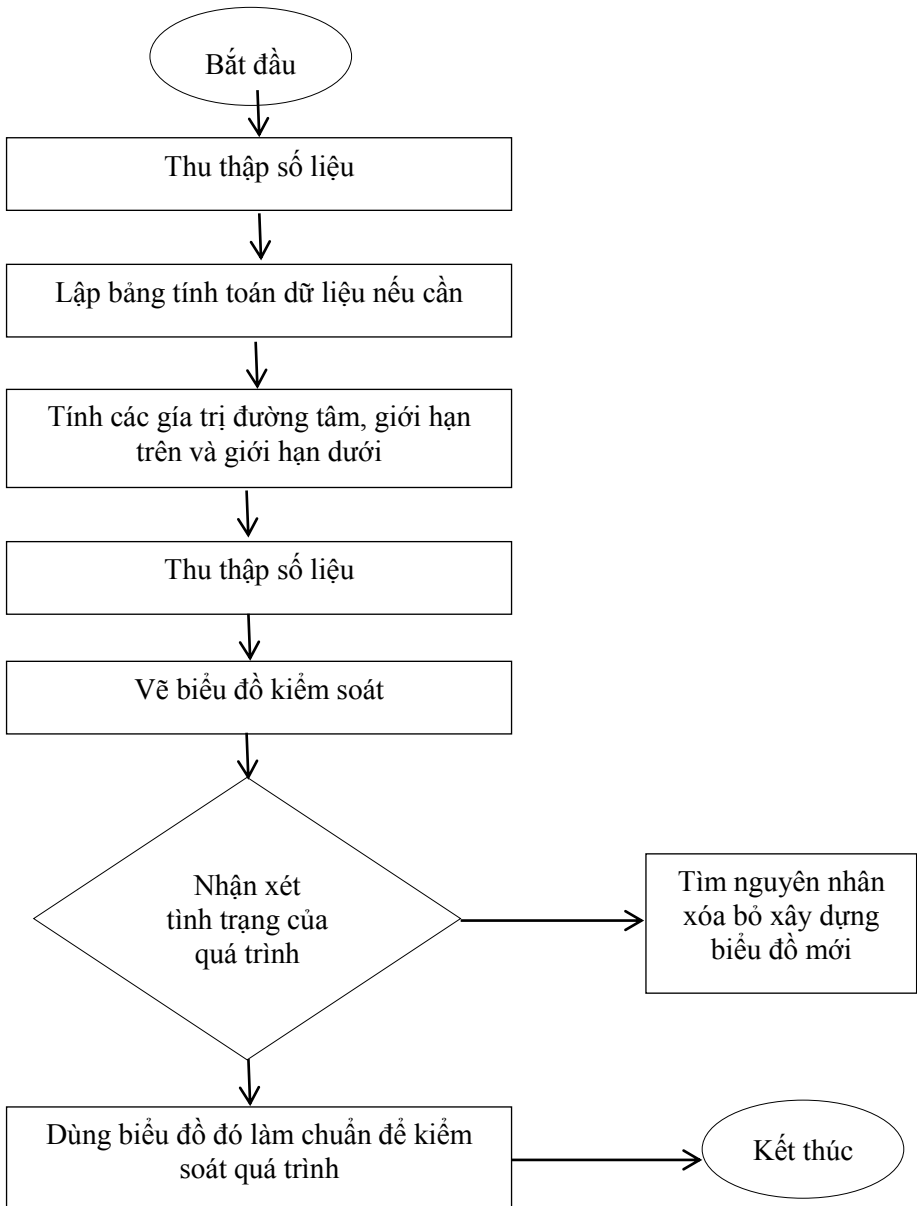 Bắt đầu
Thu thập số liệu
Lập bảng tính toán dữ liệu nếu cần
Tính các gía trị đường tâm, giới hạn
trên và giới hạn dưới
Thu thập số liệu
Vẽ biểu đồ kiểm soát
Nhận xét
tình trạng của
quá trình
Tìm nguyên nhân
xóa bỏ xây dựng
biểu đồ mới
Dùng biểu đồ đó làm chuẩn để kiểm
soát quá trình
Kết thúc